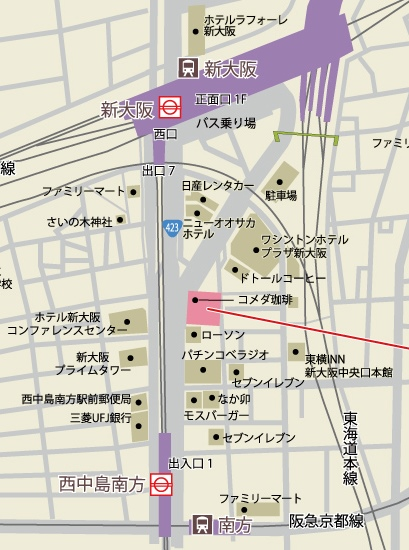 ホテルラフォーレ
新大阪
新大阪
新大阪
正面口 1F
西口
バス乗り場
ファミリ
線
出口 7
日産レンタカー
駐車場
ファミリーマート
さいの木神社
ニューオオサカ
ホテル
423
ワシントンホテル
プラザ新大阪
学校
ドトールコーヒー
コメダ珈琲
ホテル新大阪
コンファレンスセンター
ローソン
新大阪
プライムタワー
パチンコベラジオ
東横INN
新大阪中央口本館
セブンイレブン
西中島南方駅前郵便局
なか卯
三菱UFJ銀行
モスバーガー
セブンイレブン
東海道本線
出入口 1
西中島南方
ファミリーマート
南方
阪急京都線